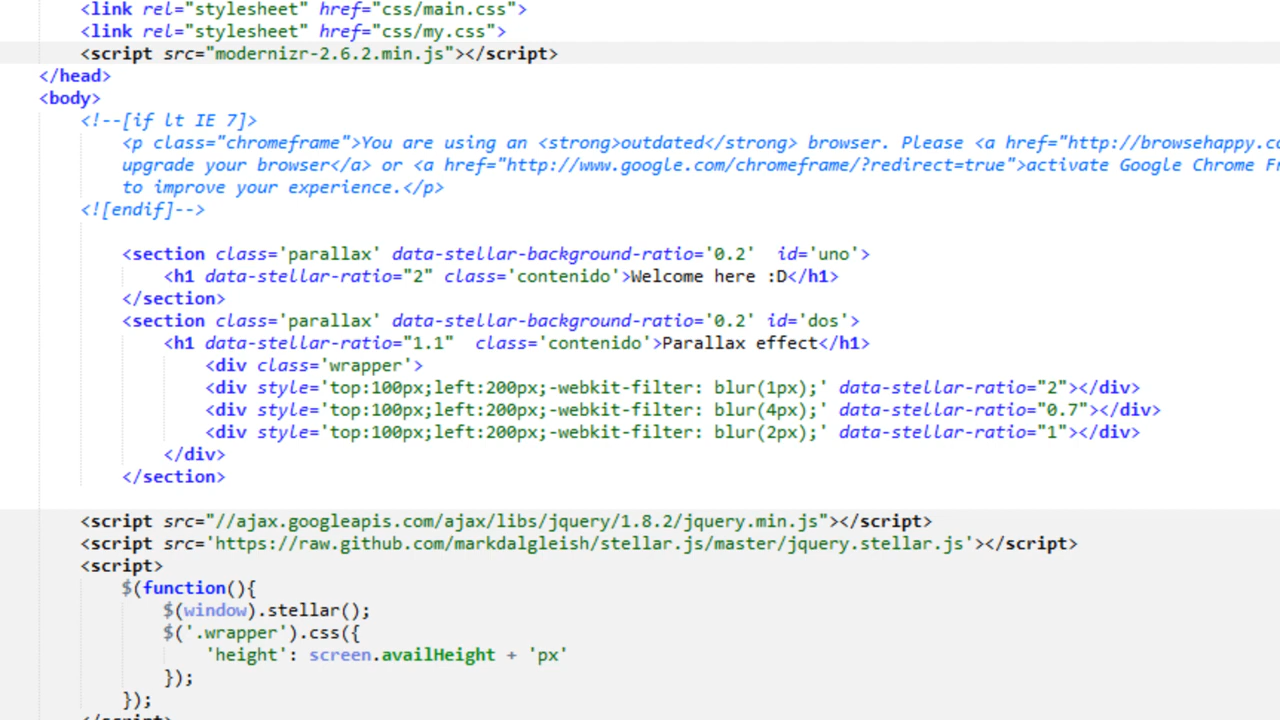 <link rel="stylesheet" href="css/main.css">
<link rel="stylesheet" href="css/my.css">
<script src="modernizr-2.6.2.min.js"></script>
</head>
<body>
<!--[if lt IE 7]>
<p class="chromeframe">You are using an <strong>outdated</strong> browser. Please <a href="http://browsehappy.co
upgrade your browser</a> or <a href="http://www.google.com/chromeframe/?redirect=true">activate Google Chrome Fr
to improve your experience.</p>
<![endif]-->
<section class='parallax' data-stellar-background-ratio='0.2'  id='uno'>
<h1 data-stellar-ratio="2" class='contenido'>Welcome here :D</h1>
</section>
<section class='parallax' data-stellar-background-ratio='0.2' id='dos'>
<h1 data-stellar-ratio="1.1"  class='contenido'>Parallax effect</h1>
<div class='wrapper'>
<div style='top:100px;left:200px;-webkit-filter: blur(1px);' data-stellar-ratio="2"></div>
<div style='top:100px;left:200px;-webkit-filter: blur(4px);' data-stellar-ratio="0.7"></div>
<div style='top:100px;left:200px;-webkit-filter: blur(2px);' data-stellar-ratio="1"></div>
</div>
</section>
<script src="//ajax.googleapis.com/ajax/libs/jquery/1.8.2/jquery.min.js"></script>
<script src='https://raw.github.com/markdalgleish/stellar.js/master/jquery.stellar.js'></script>
<script>
$(function(){
$(window).stellar();
$('.wrapper').css({
'height': screen.availHeight + 'px'
});
});
</script>